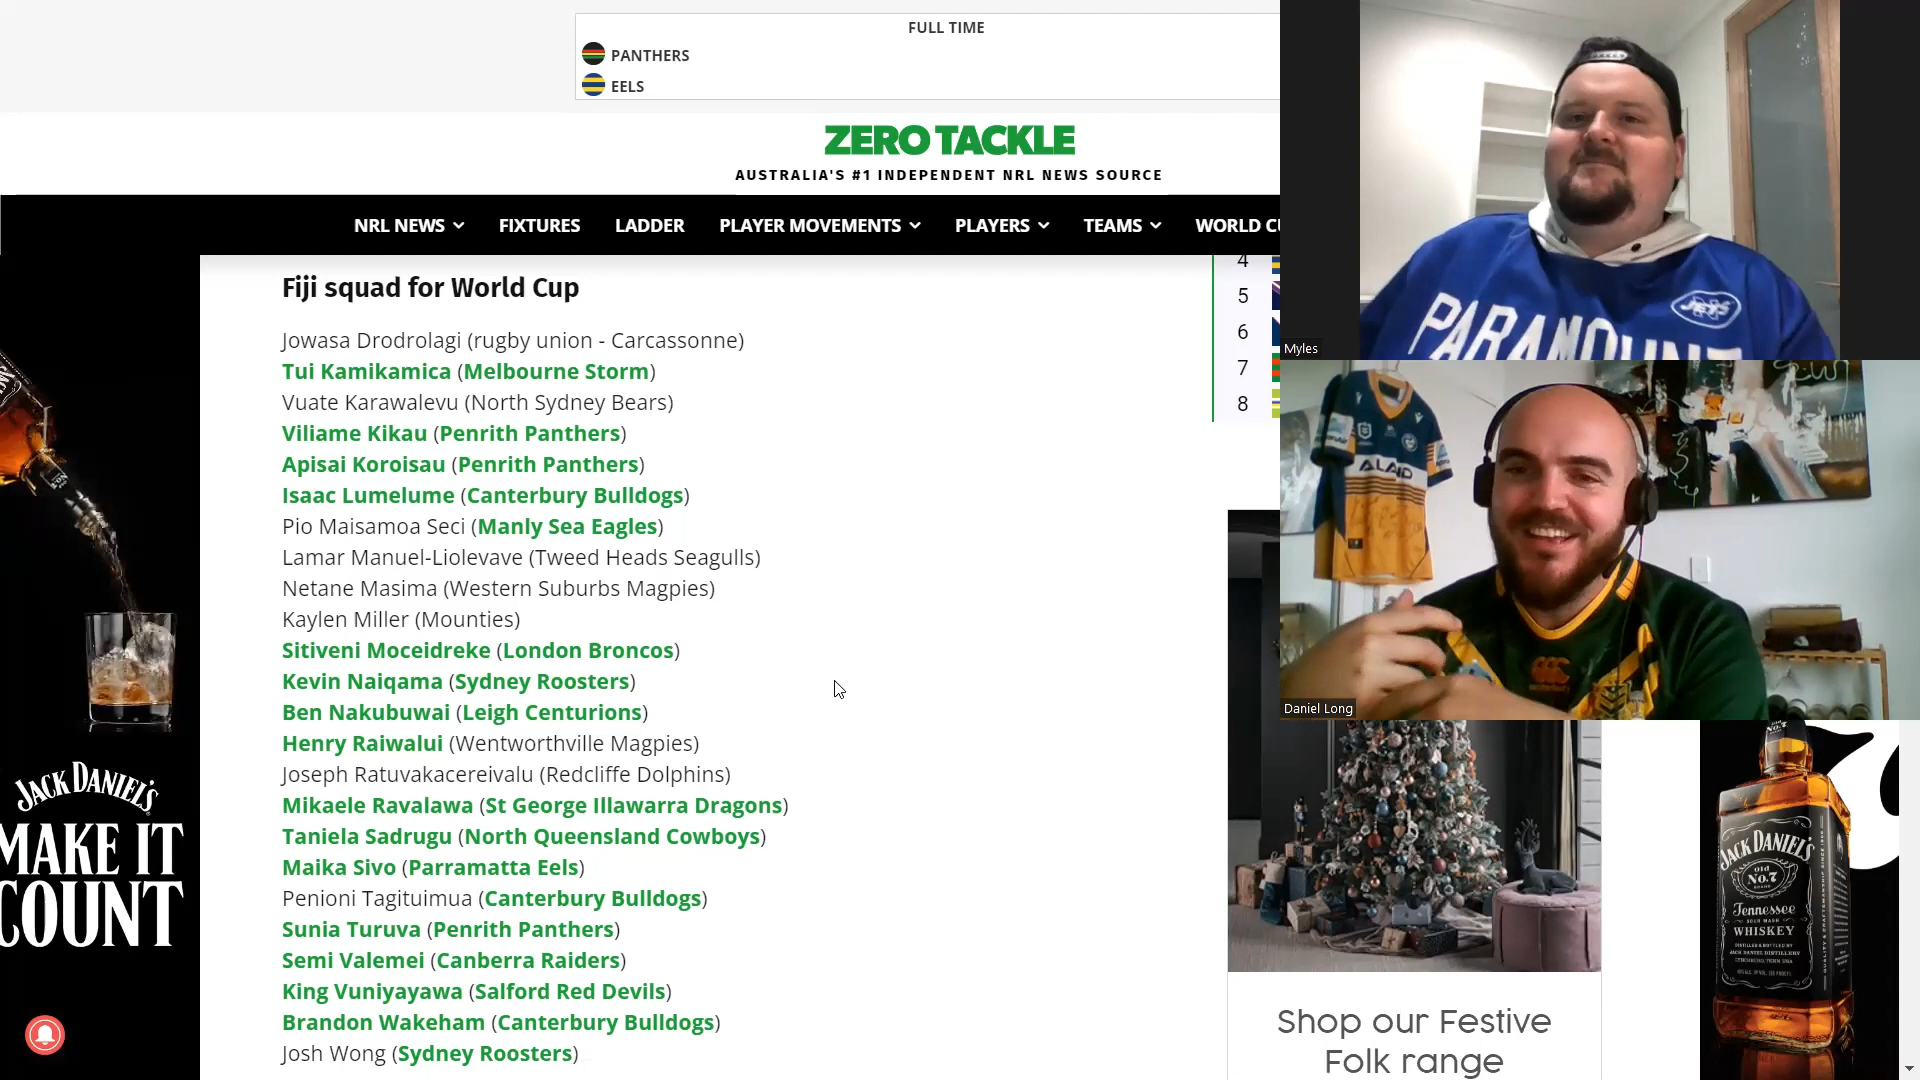 FULL TIME
PANTHERS
EELS
ZERO TACKLE
AUSTRALIA'S #1 INDEPENDENT NRL NEWS SOURCE
NRL NEWS
FIXTURES
LADDER
PLAYER MOVEMENTS
PLAYERS
TEAMS
WORLD CU
Fiji squad for World Cup
Jowasa Drodrolagi (rugby union - Carcassonne)
Tui Kamikamica (Melbourne Storm)
Vuate Karawalevu (North Sydney Bears)
Viliame Kikau (Penrith Panthers)
Apisai Koroisau (Penrith Panthers)
Isaac Lumelume (Canterbury Bulldogs)
Pio Maisamoa Seci (Manly Sea Eagles)
Lamar Manuel-Liolevave (Tweed Heads Seagulls)
Netane Masima (Western Suburbs Magpies)
Kaylen Miller (Mounties)
Sitiveni Moceidreke (London Broncos)
Kevin Naiqama (Sydney Roosters)
Ben Nakubuwai (Leigh Centurions)
Henry Raiwalui (Wentworthville Magpies)
Joseph Ratuvakacereivalu (Redcliffe Dolphins)
Mikaele Ravalawa (St George Illawarra Dragons)
Taniela Sadrugu (North Queensland Cowboys)
Maika Sivo (Parramatta Eels)
Penioni Tagituimua (Canterbury Bulldogs)
Sunia Turuva (Penrith Panthers)
Semi Valemei (Canberra Raiders)
King Vuniyayawa (Salford Red Devils)
Brandon Wakeham (Canterbury Bulldogs)
Josh Wong (Sydney Roosters)
4
5
6
7
8
JETS
PARAMOUNT
Myles
ALAND
Daniel Long
JACK DANIEL'S
MAKE IT
COUNT
JACK DANIEL'S
Old
No.7
BRAND
Tennessee
SOUR MASH
WHISKEY
Shop our Festive
Folk range